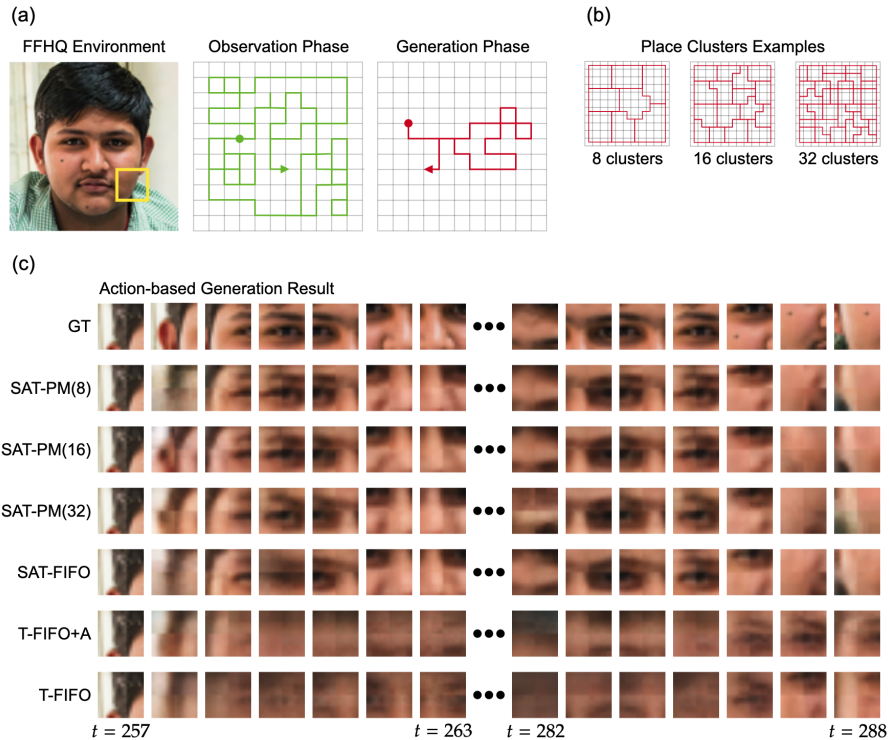 (a)
FFHQ Environment
Observation Phase
Generation Phase
(b)
Place Clusters Examples
8 clusters
16 clusters
32 clusters
(c)
Action-based Generation Result
GT
SAT-PM(8)
SAT-PM(16)
SAT-PM(32)
SAT-FIFO
T-FIFO+A
T-FIFO
t = 257
t = 263
t = 282
t = 288